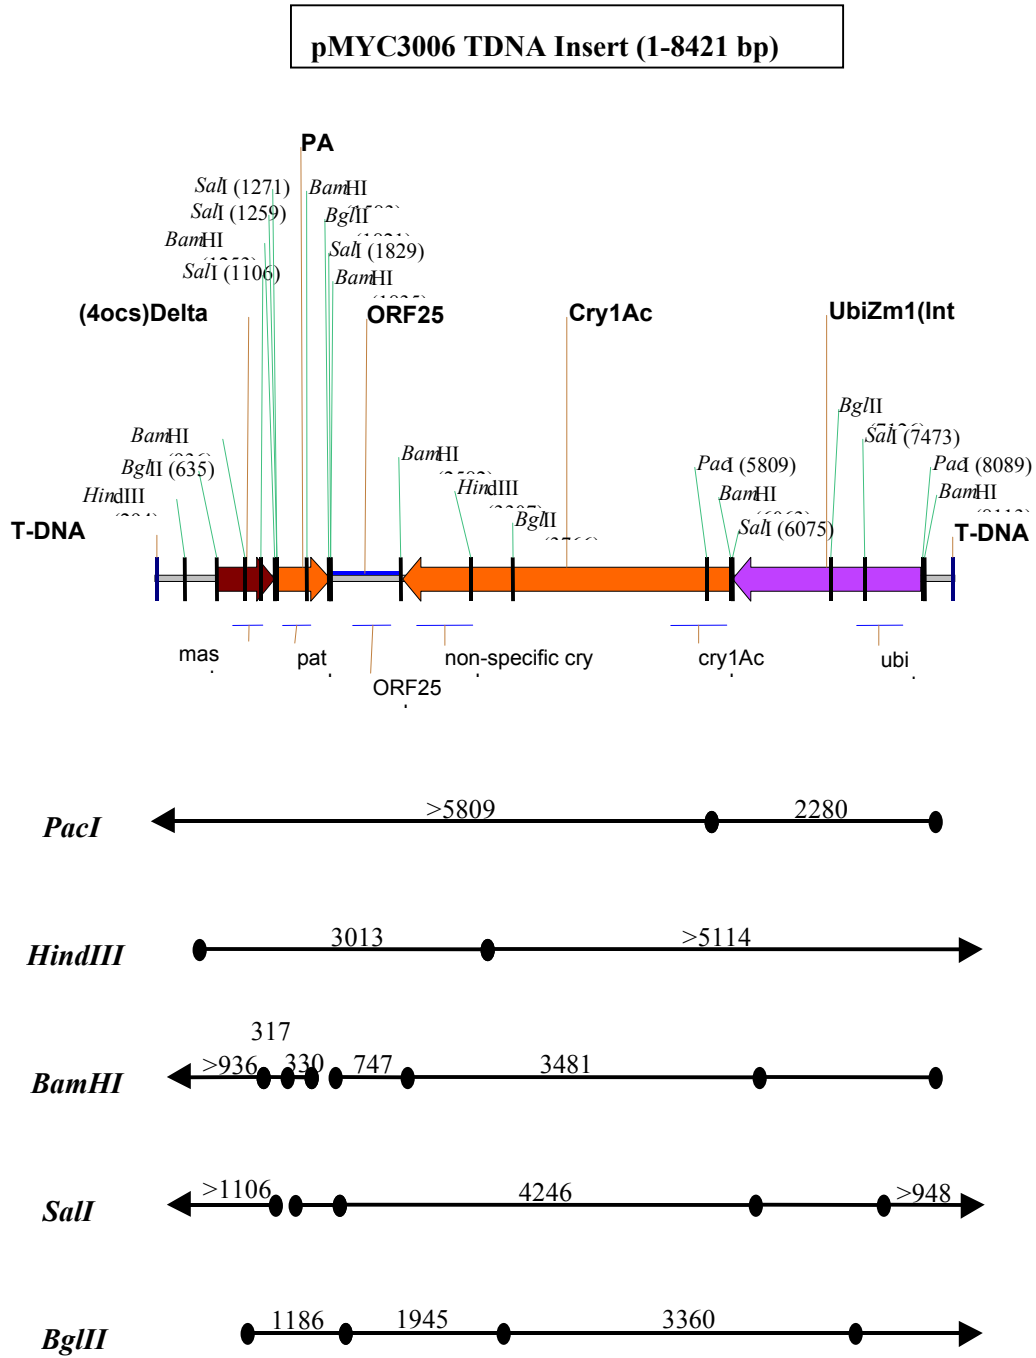 pMYC3006 TDNA Insert (1-8421 bp)
PA
SalI (1271)
BamHI
SalI (1259)
BglII
BamHI
SalI (1829)
SalI (1106)
BamHI
(4ocs)Delta
ORF25
Cry1Ac
UbiZm1(Int
BglII
BamHI
SalI (7473)
BglII (635)
BamHI
PacI (5809)
PacI (8089)
HindIII
HindIII
BamHI
BamHI
T-DNA
BglII
SalI (6075)
T-DNA
mas
pat
non-specific cry
cry1Ac
ubi
ORF25
PacI
>5809
2280
HindIII
3013
>5114
BamHI
317
>936
330
747
3481
SalI
>1106
4246
>948
BglII
1186
1945
3360